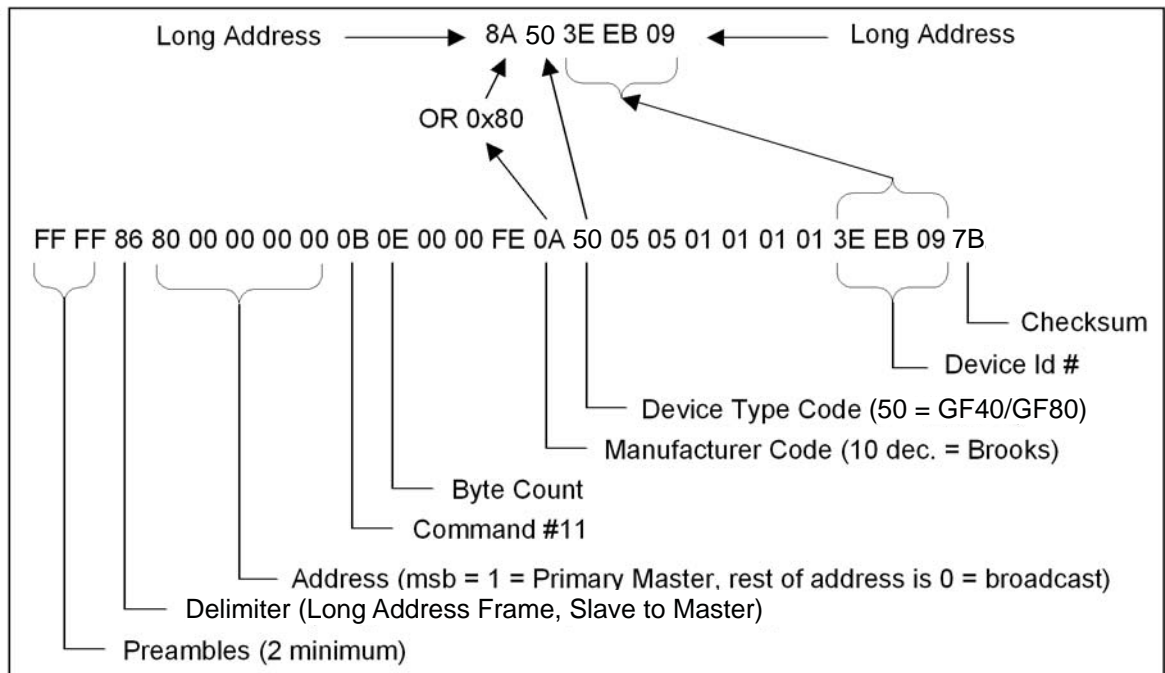 Long Address 8A 50 3E EB 09 Long Address
OR 0x80
FF FF 86 80 00 00 00 00 0B 0E 00 00 FE 0A 50 05 05 01 01 01 01 3E EB 09 7B
Checksum
Device Id #
Device Type Code (50 = GF40/GF80)
Manufacturer Code (10 dec. = Brooks)
Byte Count
Command #11
Address (msb = 1 = Primary Master, rest of address is 0 = broadcast)
Delimiter (Long Address Frame, Slave to Master)
Preambles (2 minimum)